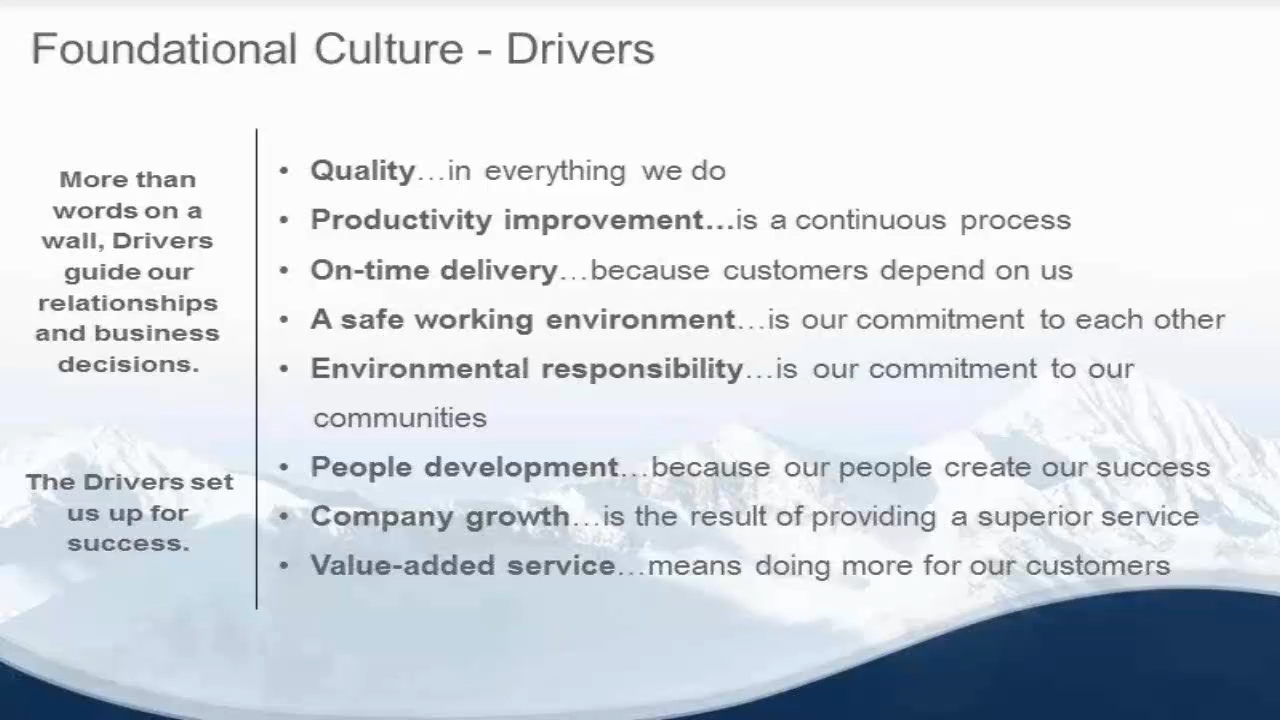 Foundational Culture - Drivers
More than
words on a
wall, Drivers
guide our
relationships
and business
decisions.
The Drivers set
us up for
success.
• Quality…in everything we do
• Productivity improvement…is a continuous process
• On-time delivery…because customers depend on us
• A safe working environment…is our commitment to each other
• Environmental responsibility…is our commitment to our
communities
• People development…because our people create our success
• Company growth…is the result of providing a superior service
• Value-added service…means doing more for our customers